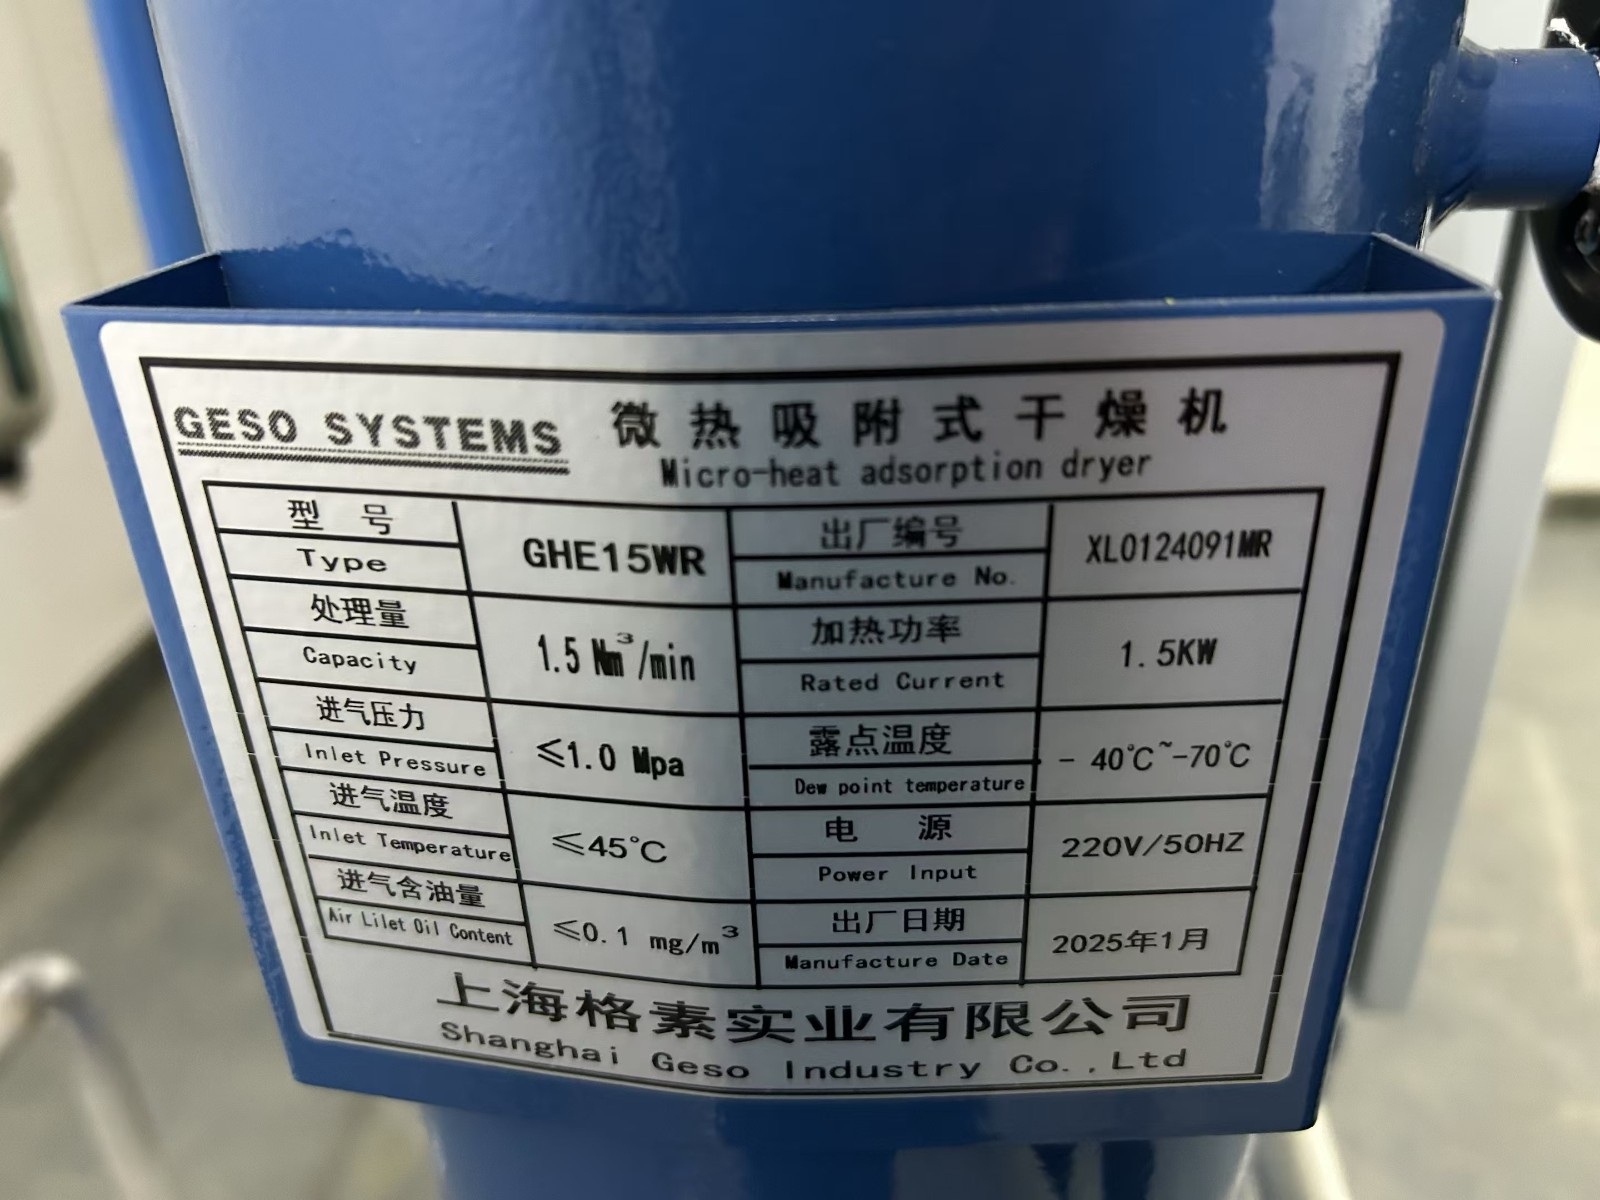 GESO SYSTEMS 微热吸附式干燥机
Micro-heat adsorption dryer
型 号
Type
GHE15WR
出厂编号
Manufacture No.
XL0124091MR
处理量
Capacity
1.5 Nm³/min
加热功率
Rated Current
1.5KW
进气压力
Inlet Pressure
≤1.0 Mpa
露点温度
Dew point temperature
- 40℃~-70℃
进气温度
Inlet Temperature
≤45℃
电 源
Power Input
220V/50HZ
进气含油量
Air Lilet Oil Content
≤0.1 mg/m³
出厂日期
Manufacture Date
2025年1月
上海格素实业有限公司
Shanghai Geso Industry Co.,Ltd